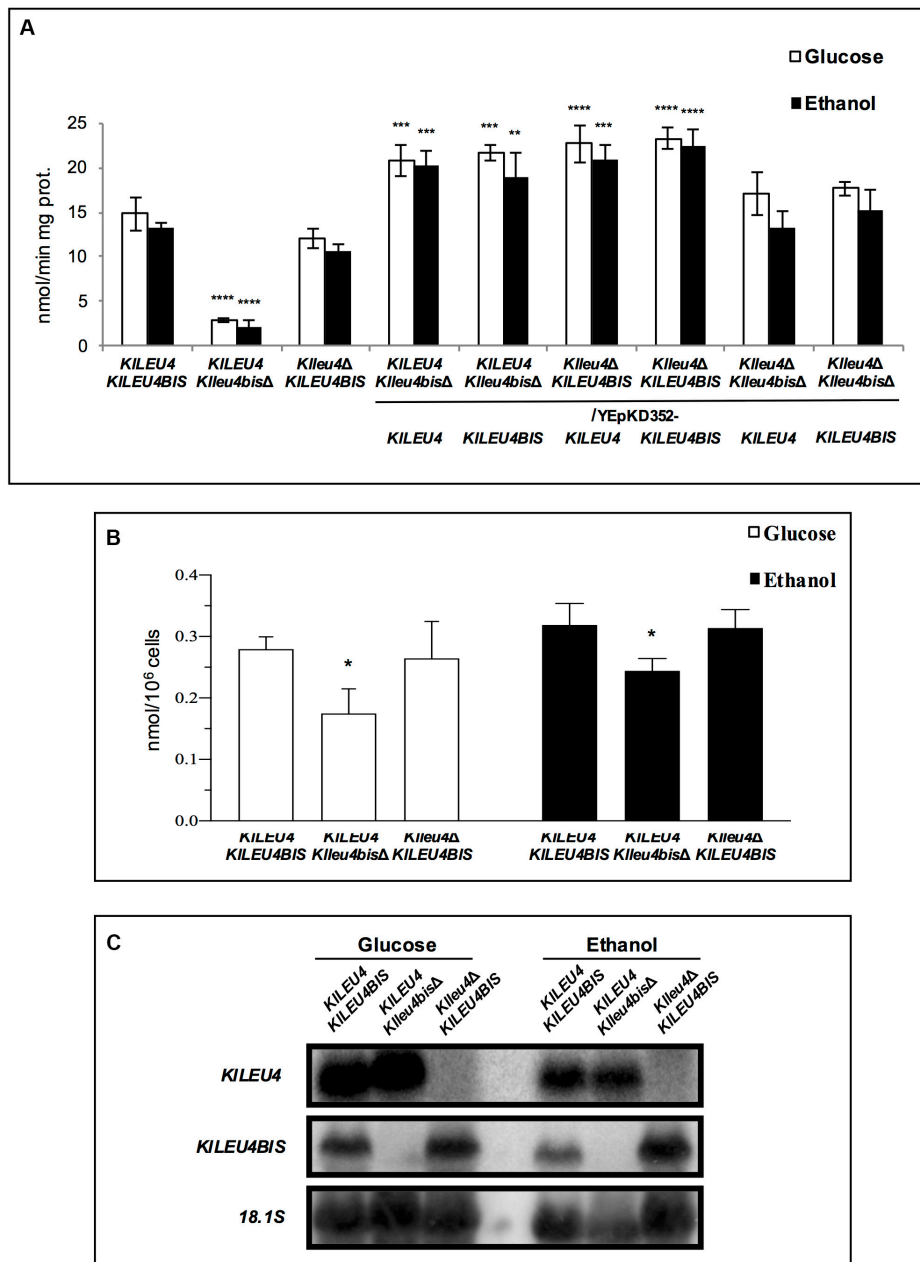 A
Glucose
Ethanol
**** ****
*** *** *** ** **** *** **** ****
25
20
15
10
5
0
nmol/min mg prot.
KlLEU4 KlLEU4 Klleu4Δ KlLEU4 KlLEU4 Klleu4Δ Klleu4Δ Klleu4Δ Klleu4Δ
KlLEU4BIS Klleu4bisΔ KlLEU4BIS Klleu4bisΔ Klleu4bisΔ KlLEU4BIS KlLEU4BIS Klleu4bisΔ Klleu4bisΔ
/YEpKD352-
KlLEU4 KlLEU4BIS KlLEU4 KlLEU4BIS KlLEU4 KlLEU4BIS
B
Glucose
Ethanol
0.4
0.3
0.2
0.1
0.0
nmol/10⁶ cells
* *
KlLEU4 KlLEU4 Klleu4Δ KlLEU4 KlLEU4 Klleu4Δ
KlLEU4BIS Klleu4bisΔ KlLEU4BIS KlLEU4BIS Klleu4bisΔ KlLEU4BIS
C
Glucose Ethanol
KlLEU4 KlLEU4 Klleu4Δ KlLEU4 KlLEU4 Klleu4Δ
KlLEU4BIS Klleu4bisΔ KlLEU4BIS KlLEU4BIS Klleu4bisΔ KlLEU4BIS
KlLEU4
KlLEU4BIS
18.1S